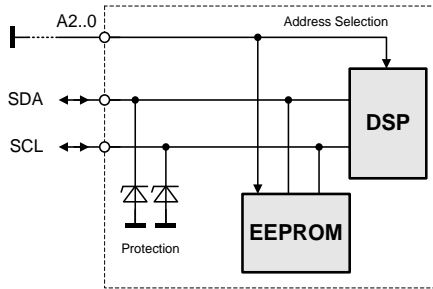 A2..0
Address Selection
SDA
DSP
SCL
EEPROM
Protection